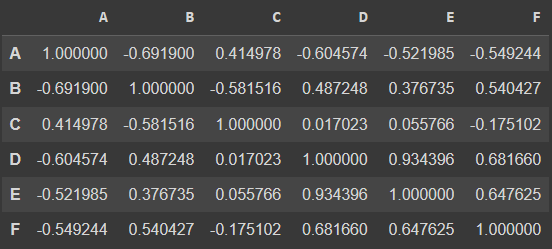 A B C D E F
A 1.000000 -0.691900 0.414978 -0.604574 -0.521985 -0.549244
B -0.691900 1.000000 -0.581516 0.487248 0.376735 0.540427
C 0.414978 -0.581516 1.000000 0.017023 0.055766 -0.175102
D -0.604574 0.487248 0.017023 1.000000 0.934396 0.681660
E -0.521985 0.376735 0.055766 0.934396 1.000000 0.647625
F -0.549244 0.540427 -0.175102 0.681660 0.647625 1.000000